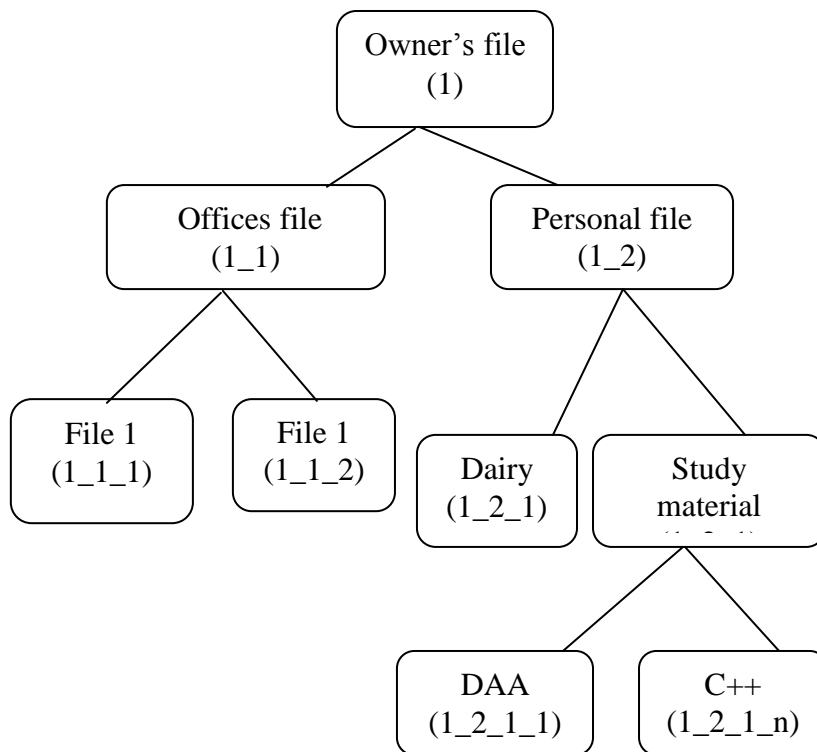 Owner’s file
(1)
Offices file
(1_1)
Personal file
(1_2)
File 1
(1_1_1)
File 1
(1_1_2)
Dairy
(1_2_1)
Study
material
DAA
(1_2_1_1)
C++
(1_2_1_n)